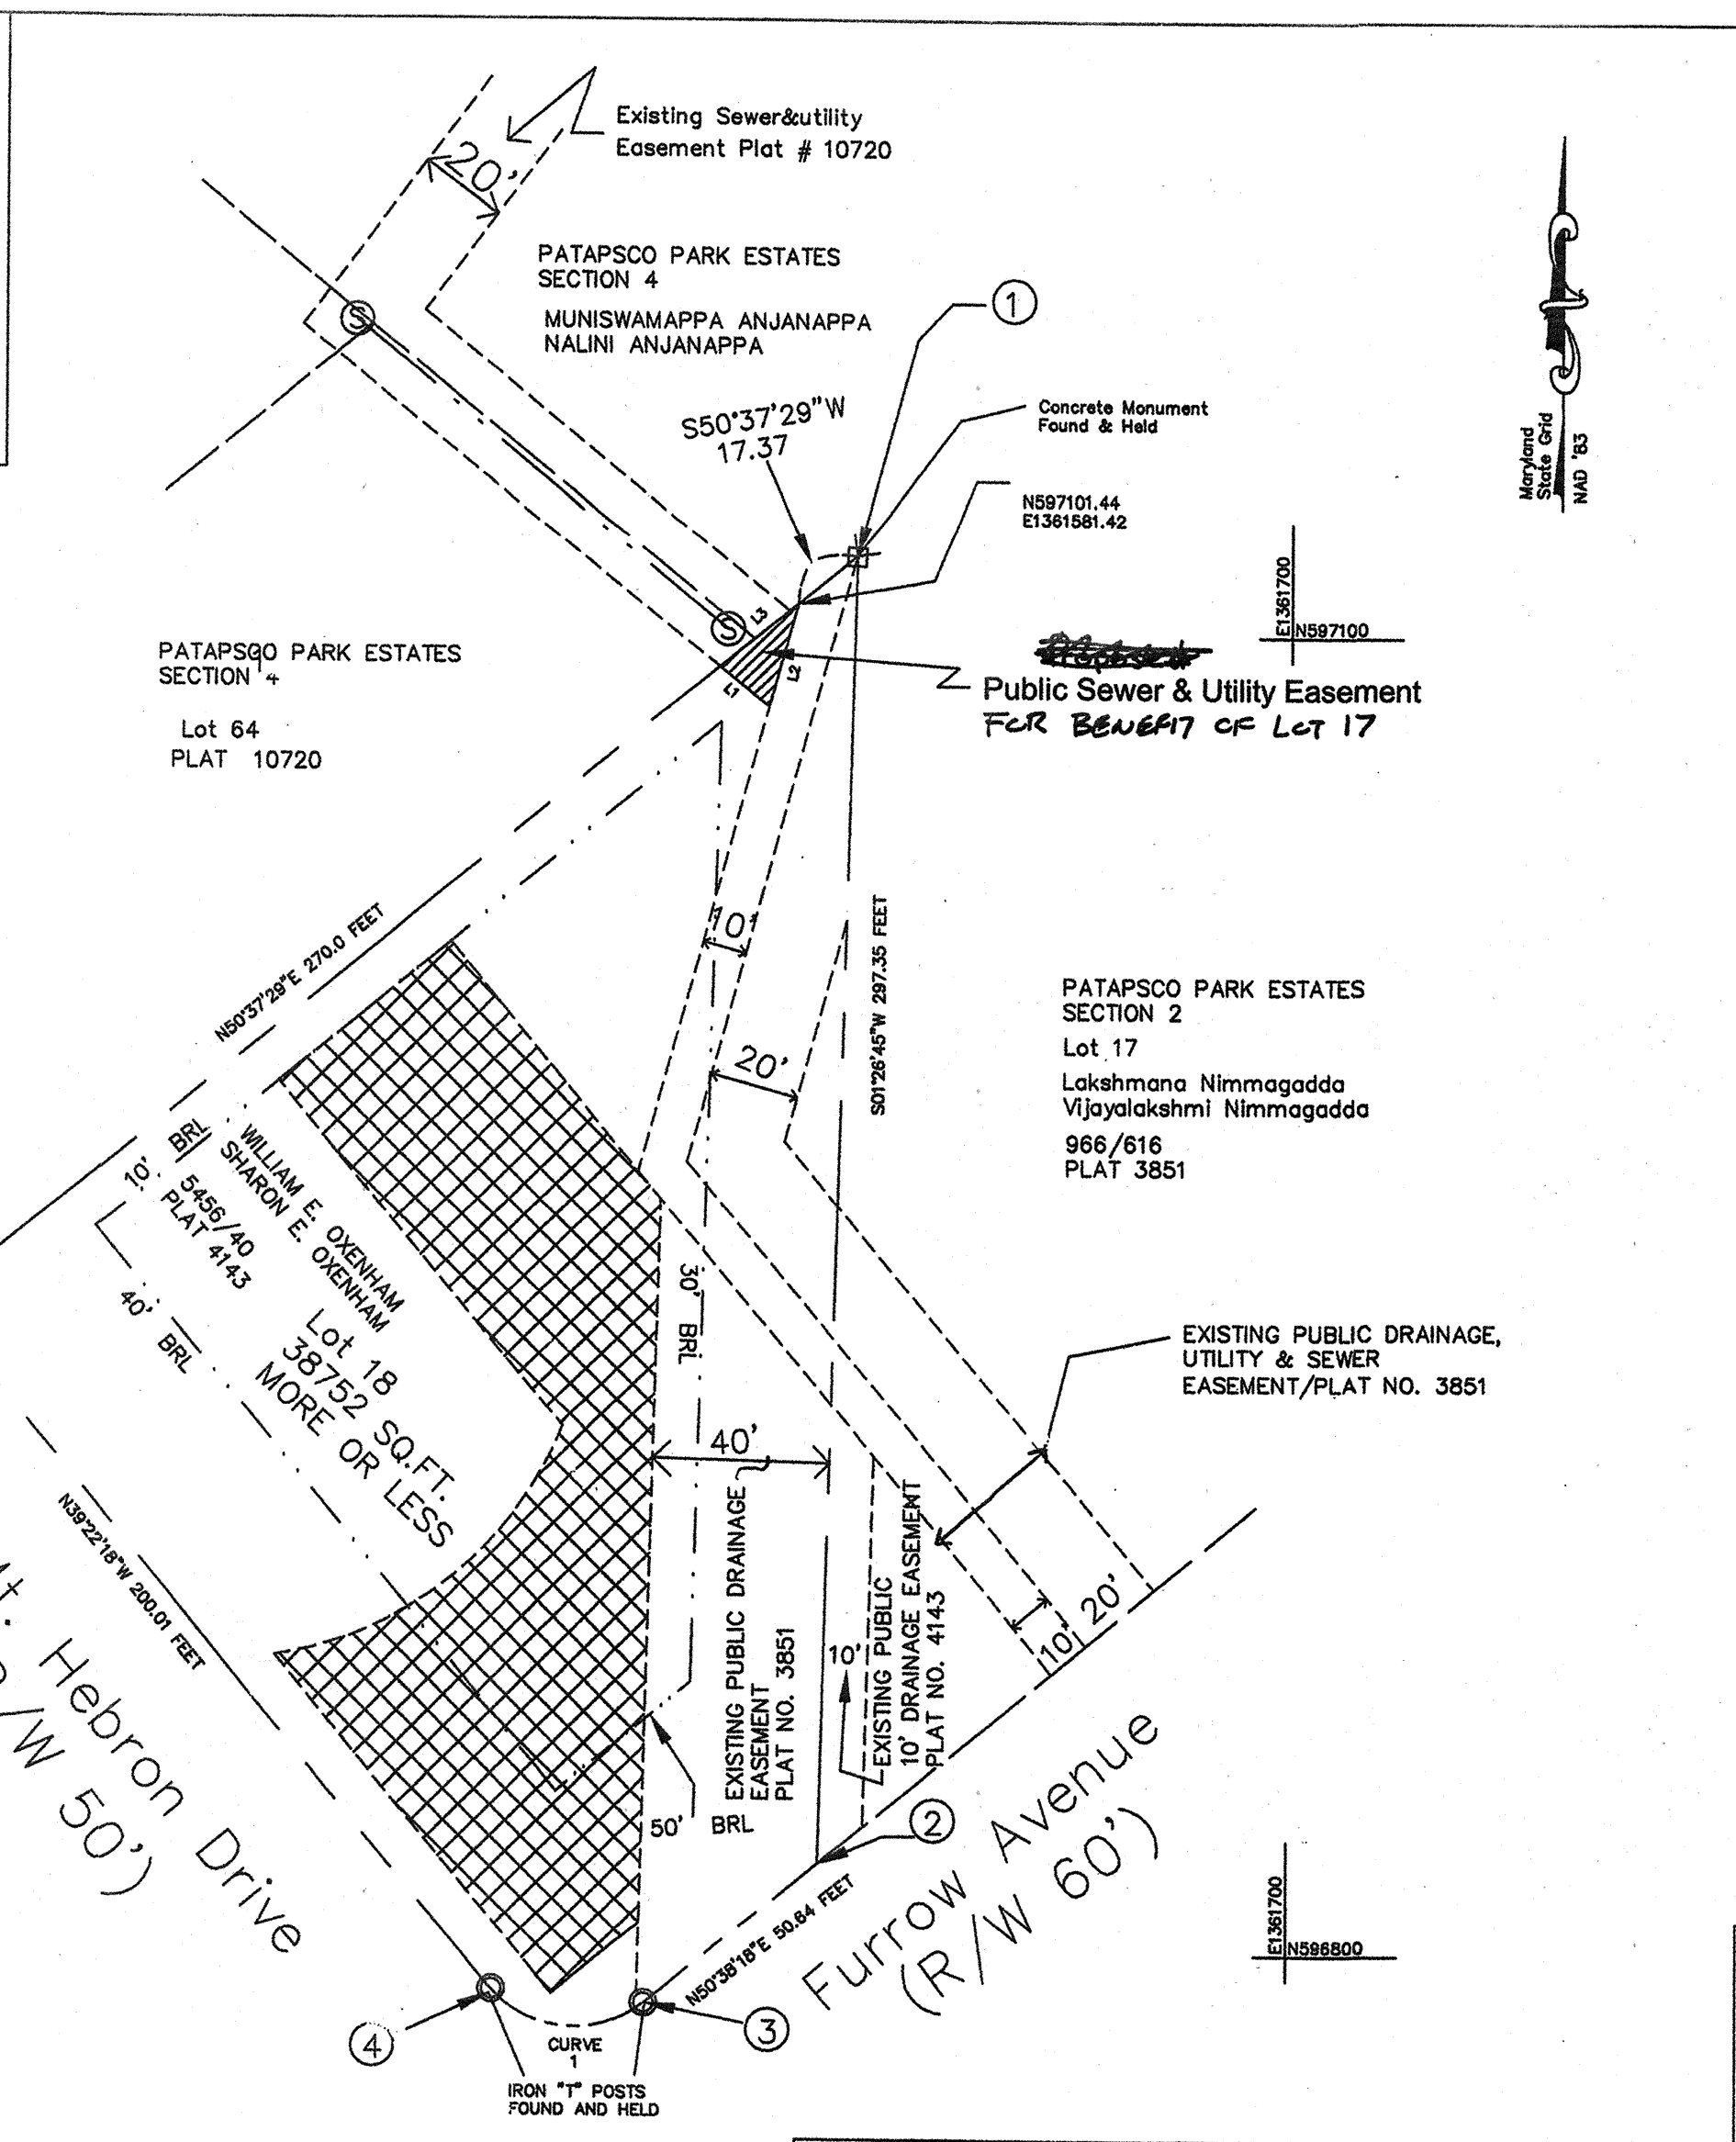 Existing Sewer&utility
Easement Plat # 10720
20'
PATAPSCO PARK ESTATES
SECTION 4
MUNISWAMAPPA ANJANAPPA
NALINI ANJANAPPA
1
S50°37'29"W
17.37
Concrete Monument
Found & Held
N597101.44
E1361581.42
Maryland
State Grid
NAD '83
E1361700
N597100
S
S
L3
L2
L1
PATAPSCO PARK ESTATES
SECTION 4
Lot 64
PLAT 10720
Public Sewer & Utility Easement
FOR BENEFIT OF LOT 17
N50°37'29"E 270.0 FEET
10'
S01°26'45"W 297.35 FEET
20'
PATAPSCO PARK ESTATES
SECTION 2
Lot 17
Lakshmana Nimmagadda
Vijayalakshmi Nimmagadda
966/616
PLAT 3851
10' BRL
WILLIAM E. OXENHAM
SHARON E. OXENHAM
5456/40
PLAT 4143
40' BRL
Lot 18
38752 SQ.FT.
MORE OR LESS
30' BRL
EXISTING PUBLIC DRAINAGE,
UTILITY & SEWER
EASEMENT/PLAT NO. 3851
40'
EXISTING PUBLIC DRAINAGE
EASEMENT
PLAT NO. 3851
10'
EXISTING PUBLIC
10' DRAINAGE EASEMENT
PLAT NO. 4143
10'
20'
N39°22'18"W 200.01 FEET
Hebron Drive
/W 50')
50' BRL
2
N50°38'18"E 50.64 FEET
Furrow Avenue
(R/W 60')
E1361700
N596800
4
3
CURVE
1
IRON "T" POSTS
FOUND AND HELD